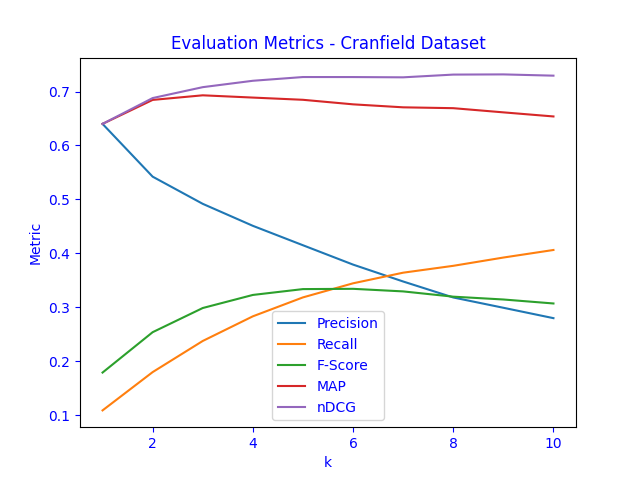 Evaluation Metrics - Cranfield Dataset
Metric
0.7
0.6
0.5
0.4
0.3
0.2
0.1
Precision
Recall
F-Score
MAP
nDCG
2 4 6 8 10
k